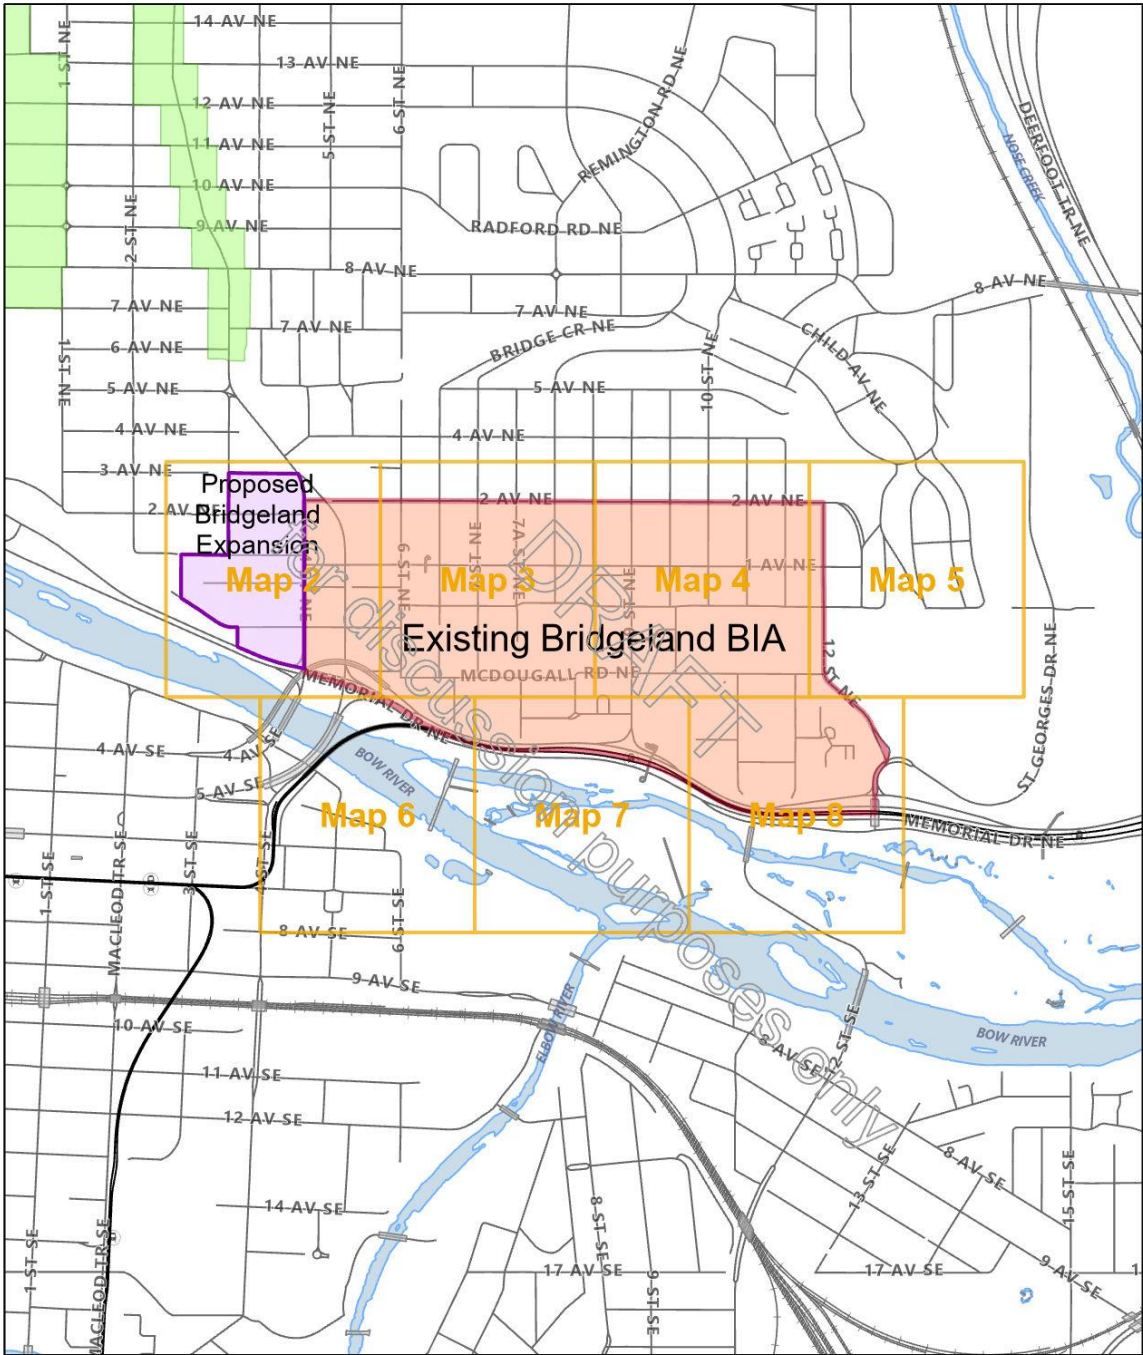 14 AV NE
1 ST NE
13 AV NE
6 ST NE
REMINGTON RD NE
12 AV NE
5 ST NE
DEERFOOT TR NE
11 AV NE
NOSE CREEK
10 AV NE
2 ST NE
9 AV NE
RADFORD RD NE
8 AV NE
8 AV NE
7 AV NE
7 AV NE
7 AV NE
BRIDGE CR NE
CHILD AV NE
6 AV NE
1 ST NE
10 ST NE
5 AV NE
5 AV NE
4 AV NE
4 AV NE
3 AV NE
Proposed
Bridgeland
Expansion
2 AV NE
2 AV NE
2 AV NE
7A ST NE
6 ST NE
1 AV NE
Map 2
Map 3
Map 4
Map 5
Existing Bridgeland BIA
12 ST NE
MCDOUGALL RD NE
ST GEORGES DR NE
MEMORIAL DR NE
DRAFT
for discussion purposes only
4 AV SE
4 AV SE
BOW RIVER
5 AV SE
Map 6
Map 7
Map 8
MEMORIAL DR NE
1 ST SE
MACLEOD TR SE
3 ST SE
4 ST SE
6 ST SE
8 AV SE
9 AV SE
10 AV SE
ELBOW RIVER
BOW RIVER
8 AV SE
12 ST SE
11 AV SE
12 AV SE
8 AV SE
13 ST SE
15 ST SE
14 AV SE
8 ST SE
1 ST SE
MACLEOD TR SE
17 AV SE
9 ST SE
17 AV SE
9 AV SE